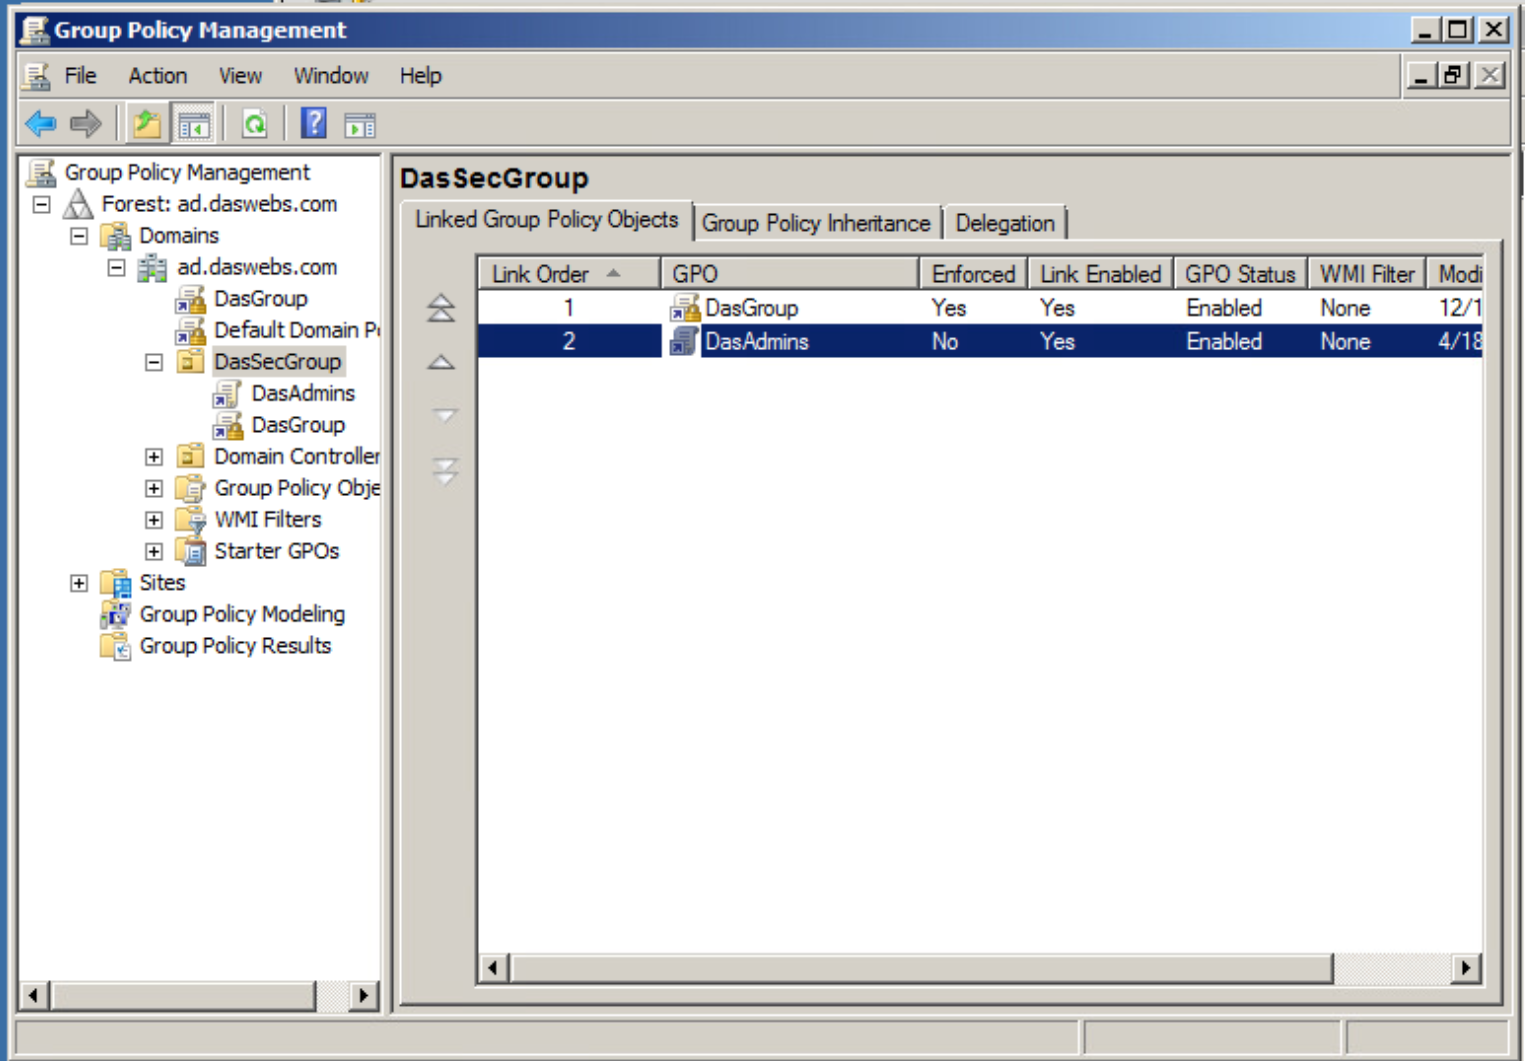 Group Policy Management
File Action View Window Help
Group Policy Management
Forest: ad.daswebs.com
Domains
ad.daswebs.com
DasGroup
Default Domain P
DasSecGroup
DasAdmins
DasGroup
Domain Controller
Group Policy Obje
WMI Filters
Starter GPOs
Sites
Group Policy Modeling
Group Policy Results
DasSecGroup
Linked Group Policy Objects Group Policy Inheritance Delegation
Link Order GPO Enforced Link Enabled GPO Status WMI Filter Modi
1 DasGroup Yes Yes Enabled None 12/1
2 DasAdmins No Yes Enabled None 4/18